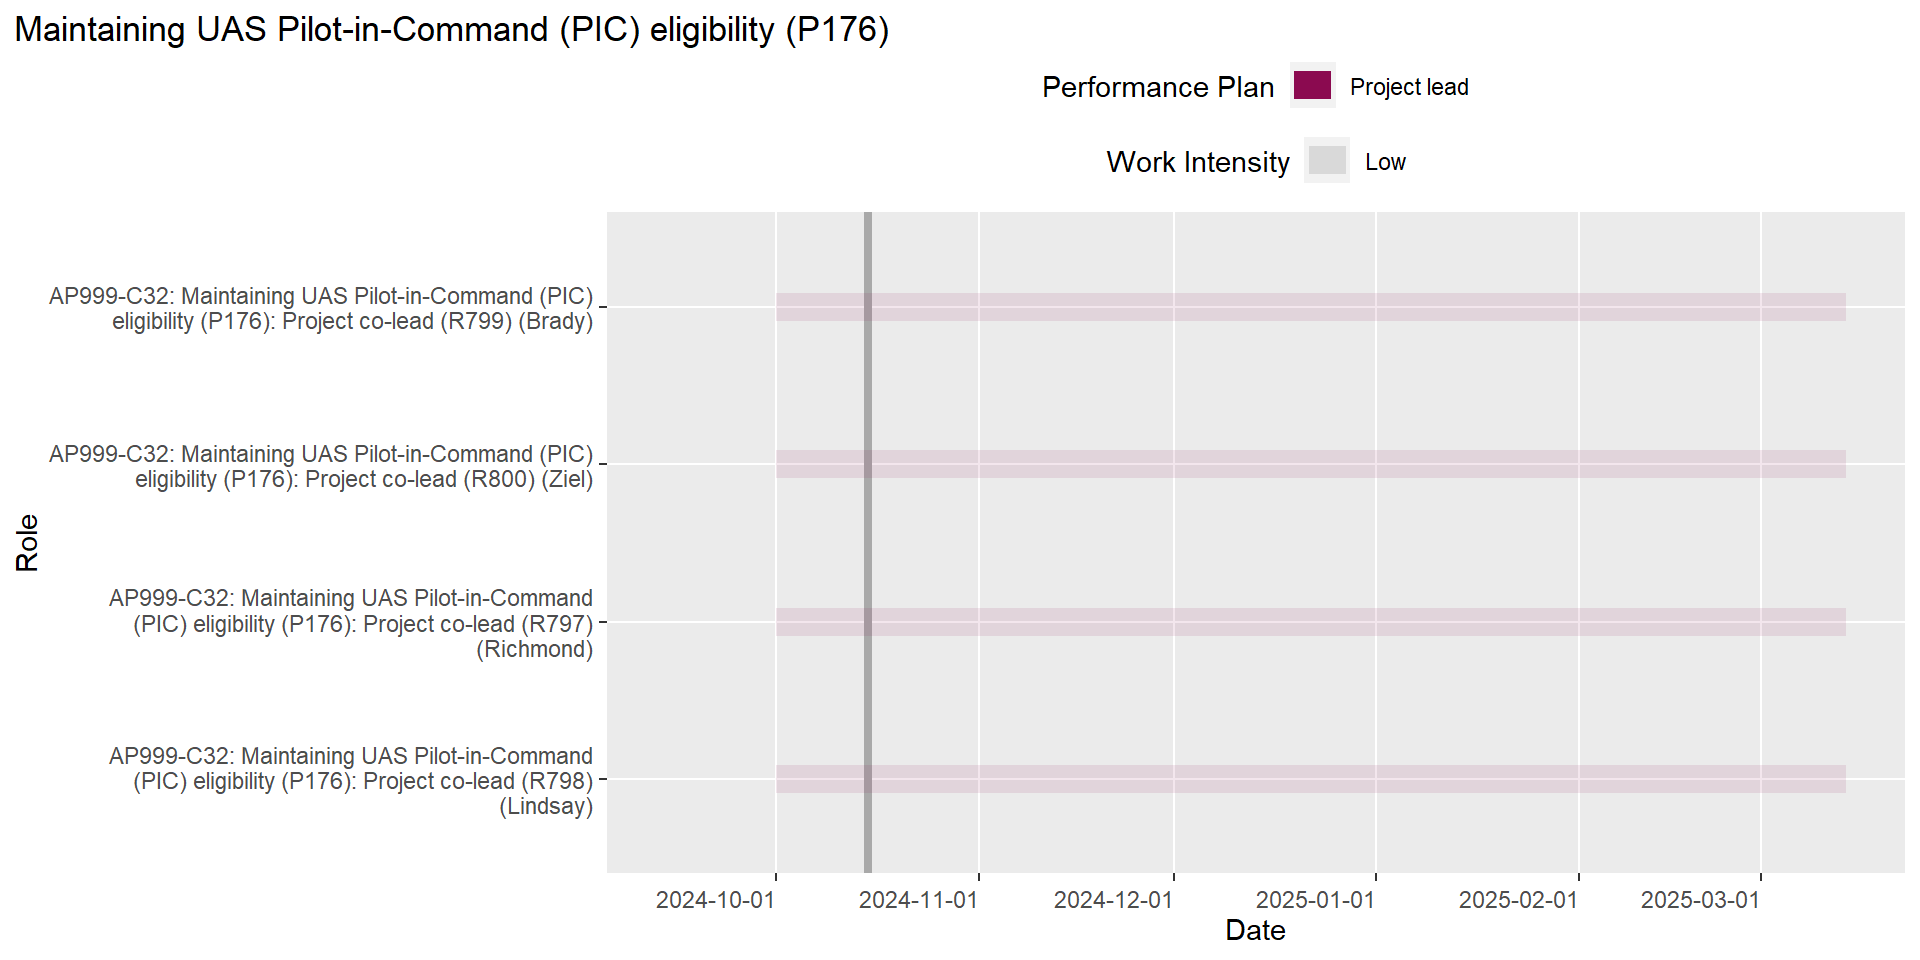 Maintaining UAS Pilot-in-Command (PIC) eligibility (P176)
Performance Plan
Project lead
Work Intensity
Low
AP999-C32: Maintaining UAS Pilot-in-Command (PIC)
eligibility (P176): Project co-lead (R799) (Brady)
AP999-C32: Maintaining UAS Pilot-in-Command (PIC)
eligibility (P176): Project co-lead (R800) (Ziel)
AP999-C32: Maintaining UAS Pilot-in-Command
(PIC) eligibility (P176): Project co-lead (R797)
(Richmond)
AP999-C32: Maintaining UAS Pilot-in-Command
(PIC) eligibility (P176): Project co-lead (R798)
(Lindsay)
Role
2024-10-01
2024-11-01
2024-12-01
2025-01-01
2025-02-01
2025-03-01
Date